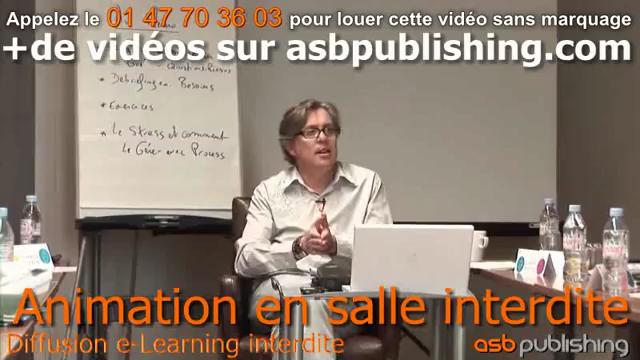 Appelez le 01 47 70 36 03 pour louer cette vidéo sans marquage
+de vidéos sur asbpublishing.com
• Debriefing Besoins
• Exercices
• Le Stress et comment
Le Gérer avec Process
Animation en salle interdite
Diffusion e-Learning interdite
asb publishing